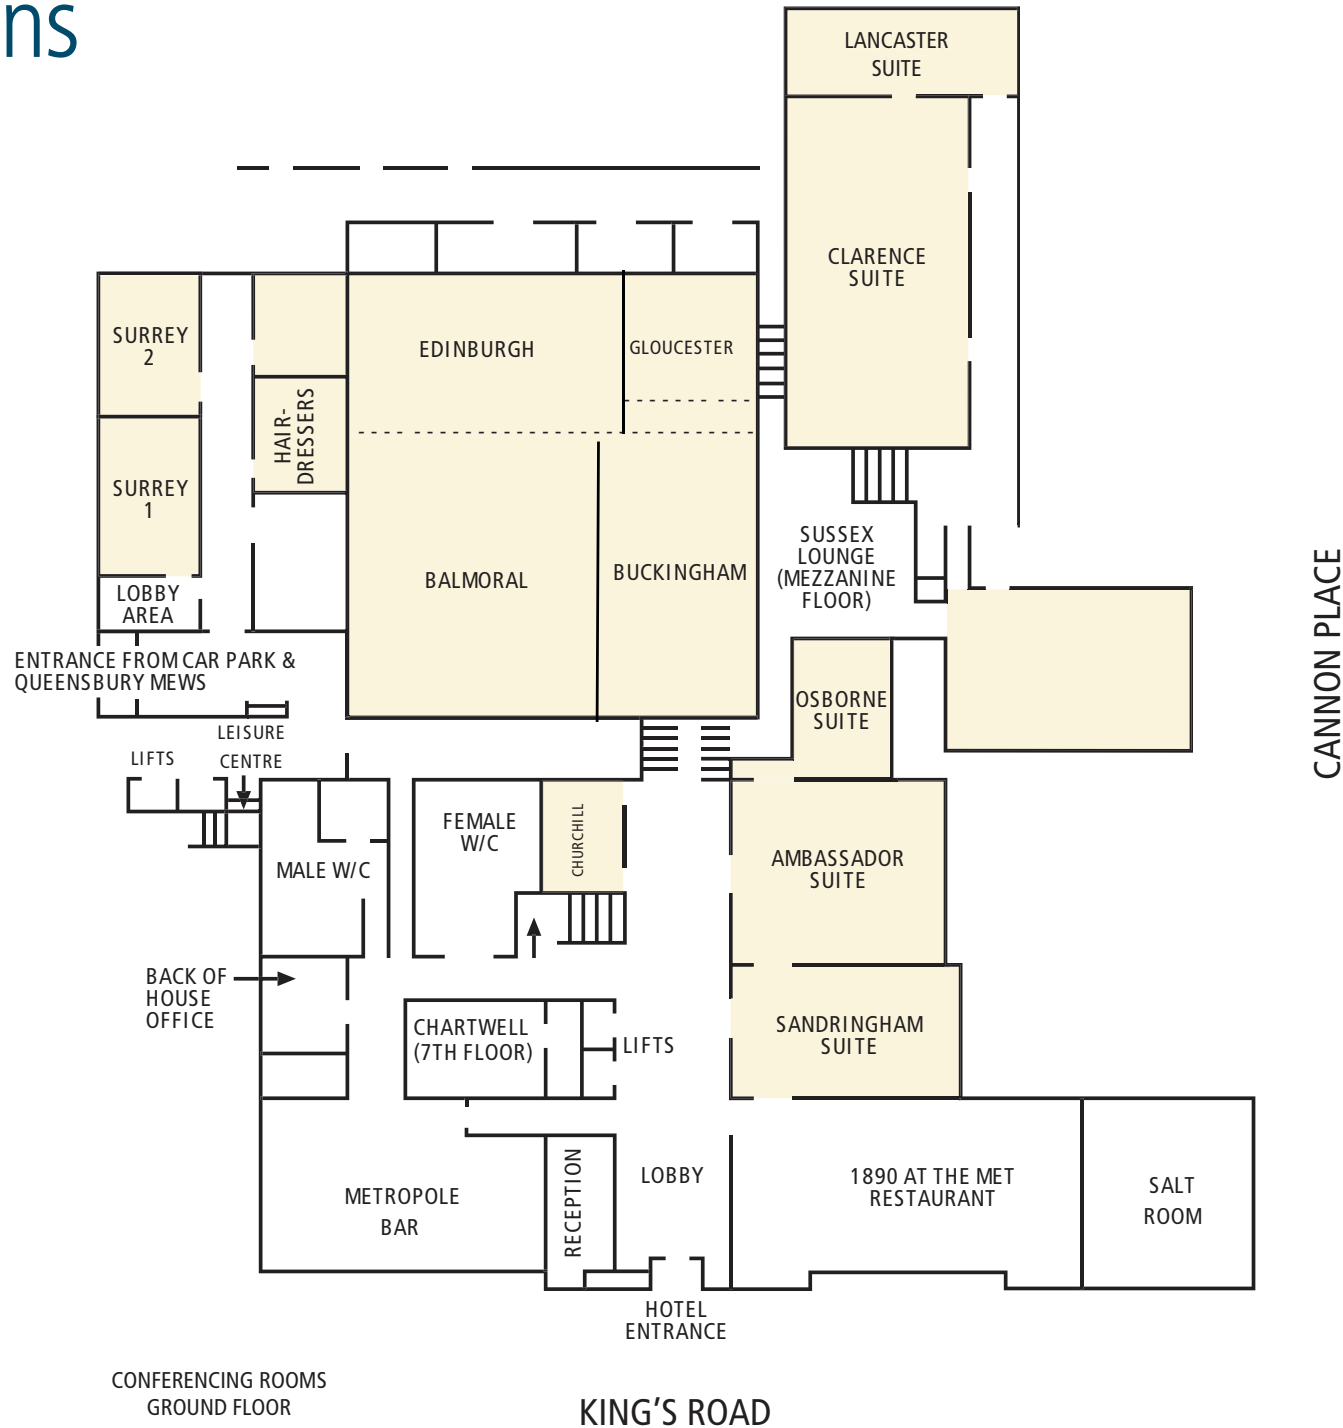 ns
LANCASTER
SUITE
CLARENCE
SUITE
SURREY
2
EDINBURGH
GLOUCESTER
HAIR-
DRESSERS
SURREY
1
BALMORAL
BUCKINGHAM
SUSSEX
LOUNGE
(MEZZANINE
FLOOR)
CANNON PLACE
LOBBY
AREA
ENTRANCE FROM CAR PARK &
QUEENSBURY MEWS
OSBORNE
SUITE
LEISURE
CENTRE
LIFTS
FEMALE
W/C
CHURCHILL
MALE W/C
AMBASSADOR
SUITE
BACK OF
HOUSE
OFFICE
CHARTWELL
(7TH FLOOR)
LIFTS
SANDRINGHAM
SUITE
METROPOLE
BAR
RECEPTION
LOBBY
1890 AT THE MET
RESTAURANT
SALT
ROOM
HOTEL
ENTRANCE
CONFERENCING ROOMS
GROUND FLOOR
KING’S ROAD